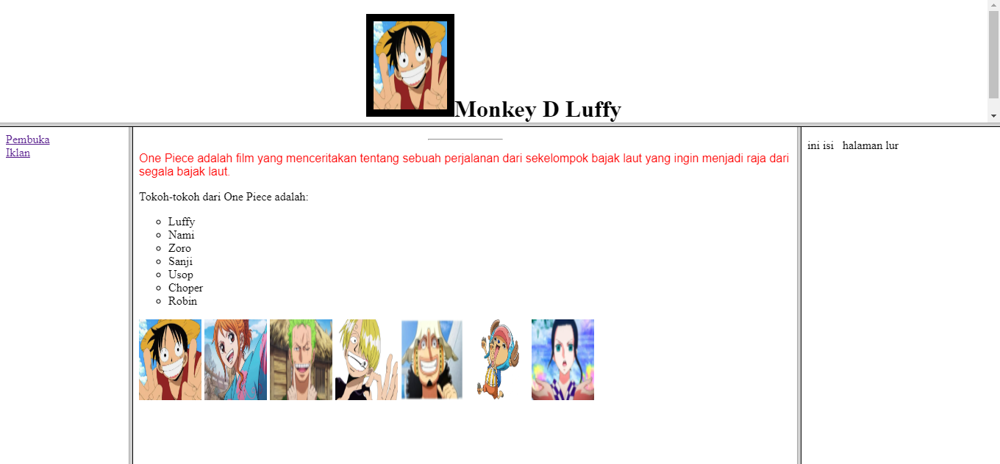 Monkey D Luffy
Pembuka
Iklan
One Piece adalah film yang menceritakan tentang sebuah perjalanan dari sekelompok bajak laut yang ingin menjadi raja dari
segala bajak laut.
Tokoh-tokoh dari One Piece adalah:
Luffy
Nami
Zoro
Sanji
Usop
Choper
Robin
ini isi   halaman lur